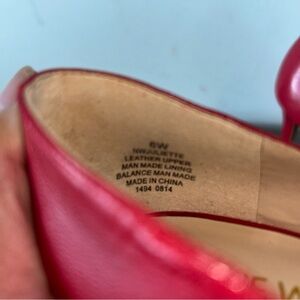 6W
NWJULIETTE
LEATHER UPPER
MAN MADE LINING
BALANCE MAN MADE
MADE IN CHINA
1494 0814